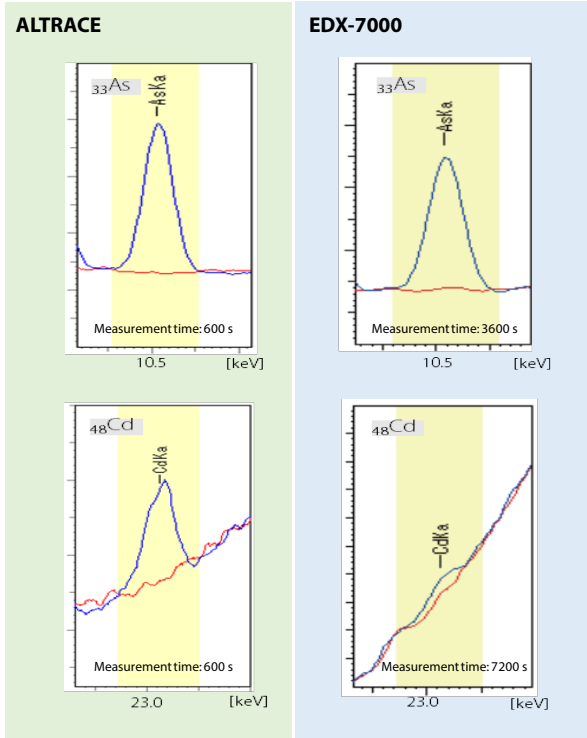 ALTRACE
33As
AsKa
Measurement time: 600 s
10.5 [keV]
48Cd
CdKa
Measurement time: 600 s
23.0 [keV]
EDX-7000
33As
AsKa
Measurement time: 3600 s
10.5 [keV]
48Cd
CdKa
Measurement time: 7200 s
23.0 [keV]